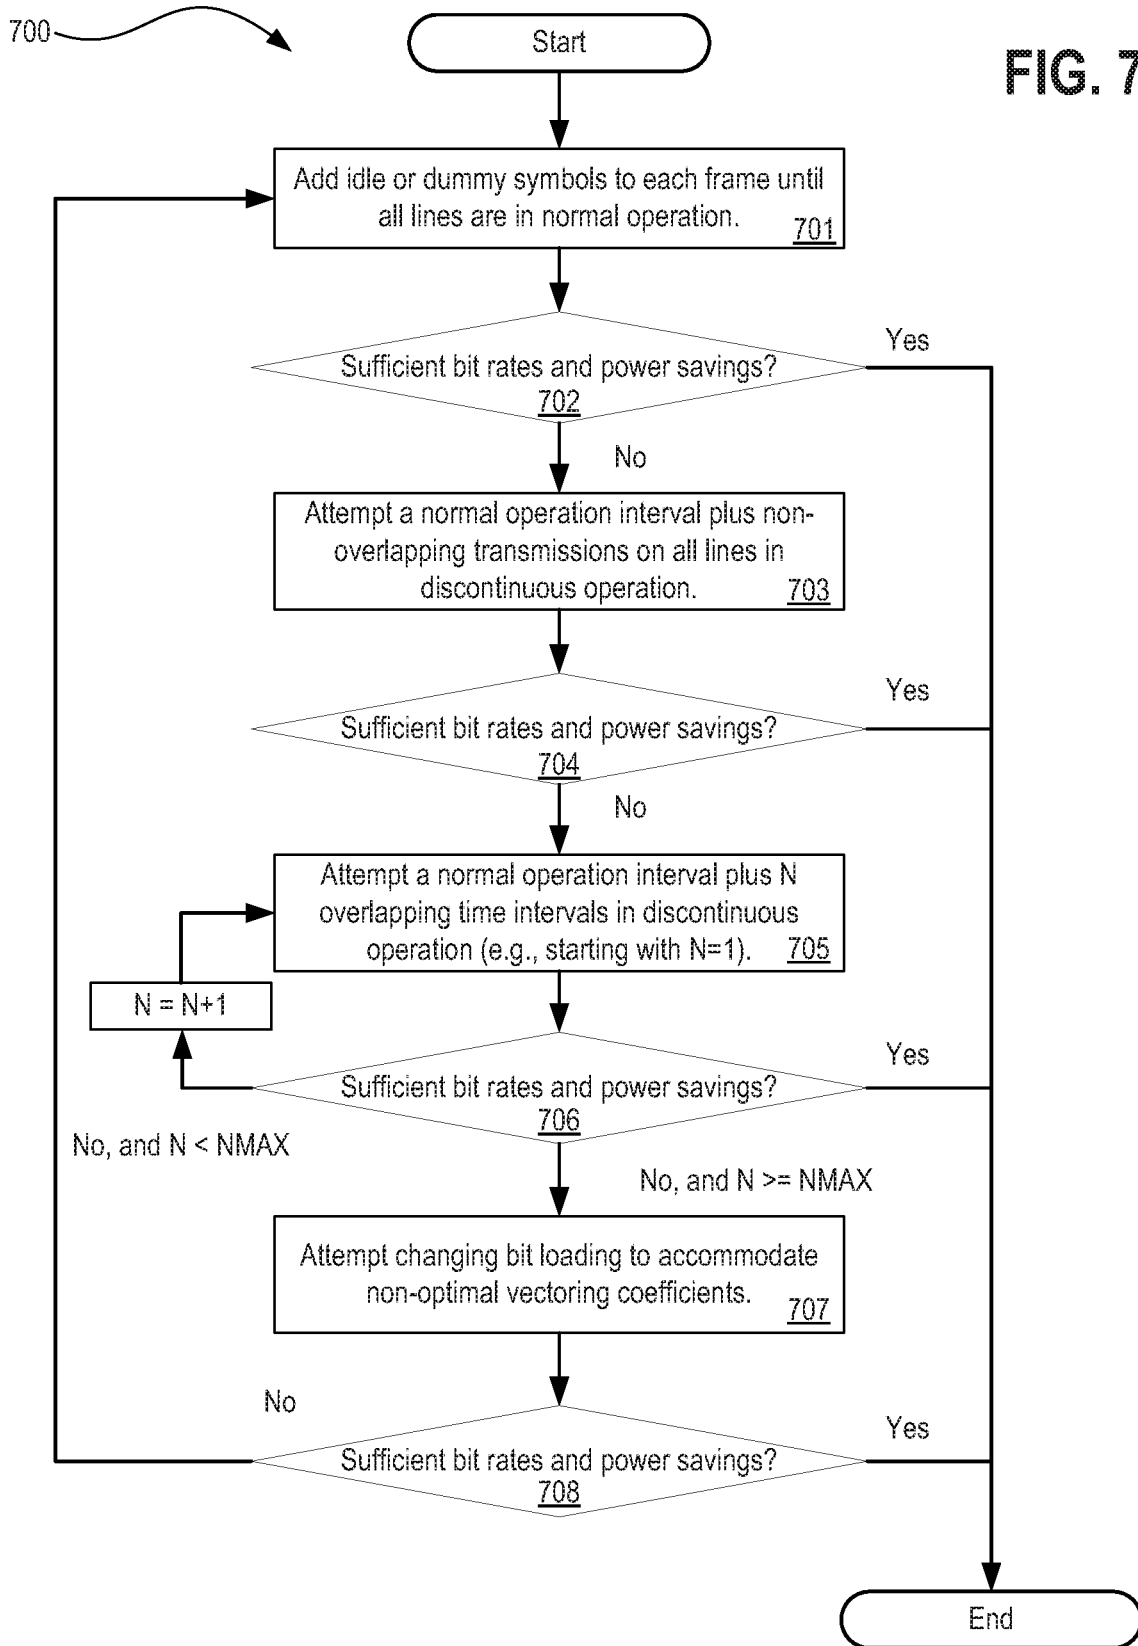 700
Start
FIG. 7
Add idle or dummy symbols to each frame until
all lines are in normal operation.
701
Sufficient bit rates and power savings?
702
Yes
No
Attempt a normal operation interval plus non-
overlapping transmissions on all lines in
discontinuous operation.
703
Sufficient bit rates and power savings?
704
Yes
No
Attempt a normal operation interval plus N
overlapping time intervals in discontinuous
operation (e.g., starting with N=1).
705
N = N+1
Sufficient bit rates and power savings?
706
Yes
No, and N < NMAX
No, and N >= NMAX
Attempt changing bit loading to accommodate
non-optimal vectoring coefficients.
707
No
Sufficient bit rates and power savings?
708
Yes
End